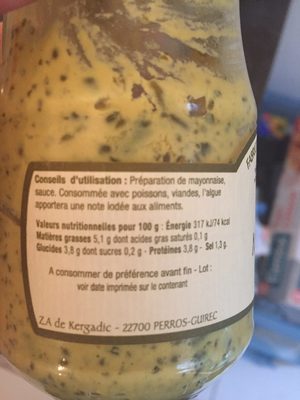 Conseils d'utilisation : Préparation de mayonnaise,
sauce. Consommée avec poissons, viandes, l'algue
apportera une note iodée aux aliments.
Valeurs nutritionnelles pour 100 g : Énergie 317 kJ/74 kcal
Matières grasses 5,1 g dont acides gras saturés 0,1 g
Glucides 3,8 g dont sucres 0,2 g - Protéines 3,8 g - Sel 1,3 g.
A consommer de préférence avant fin - Lot :
voir date imprimée sur le contenant
ZA de Kergadic - 22700 PERROS-GUIREC